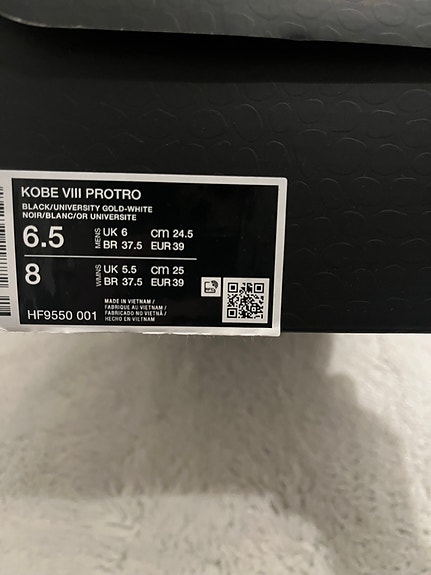 KOBE VIII PROTRO
BLACK/UNIVERSITY GOLD-WHITE
NOIR/BLANC/OR UNIVERSITE
6.5 MENS UK 6 cm 24.5
BR 37.5 EUR 39
8 WMNS UK 5.5 cm 25
BR 37.5 EUR 39
MADE IN VIETNAM /
FABRIQUE AU VIETNAM /
FABRICADO NO VIETNÃ /
HECHO EN VIETNAM
HF9550 001